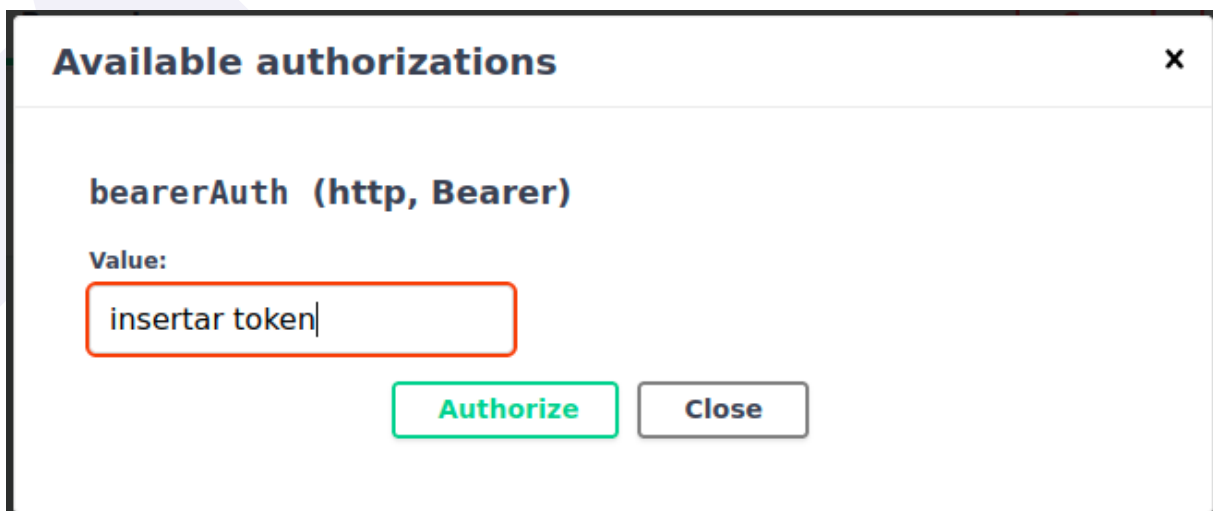 Available authorizations
×
bearerAuth (http, Bearer)
Value:
insertar token
Authorize
Close